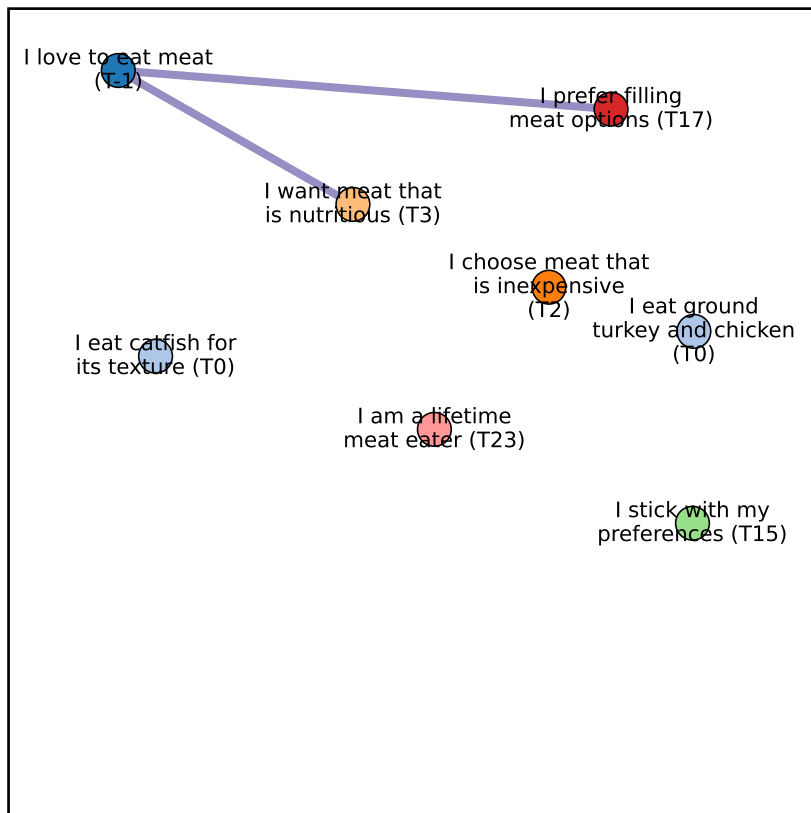 I love to eat meat
(T-1)
I prefer filling
meat options (T17)
I want meat that
is nutritious (T3)
I choose meat that
is inexpensive
(T2)
I eat ground
turkey and chicken
(T0)
I eat catfish for
its texture (T0)
I am a lifetime
meat eater (T23)
I stick with my
preferences (T15)